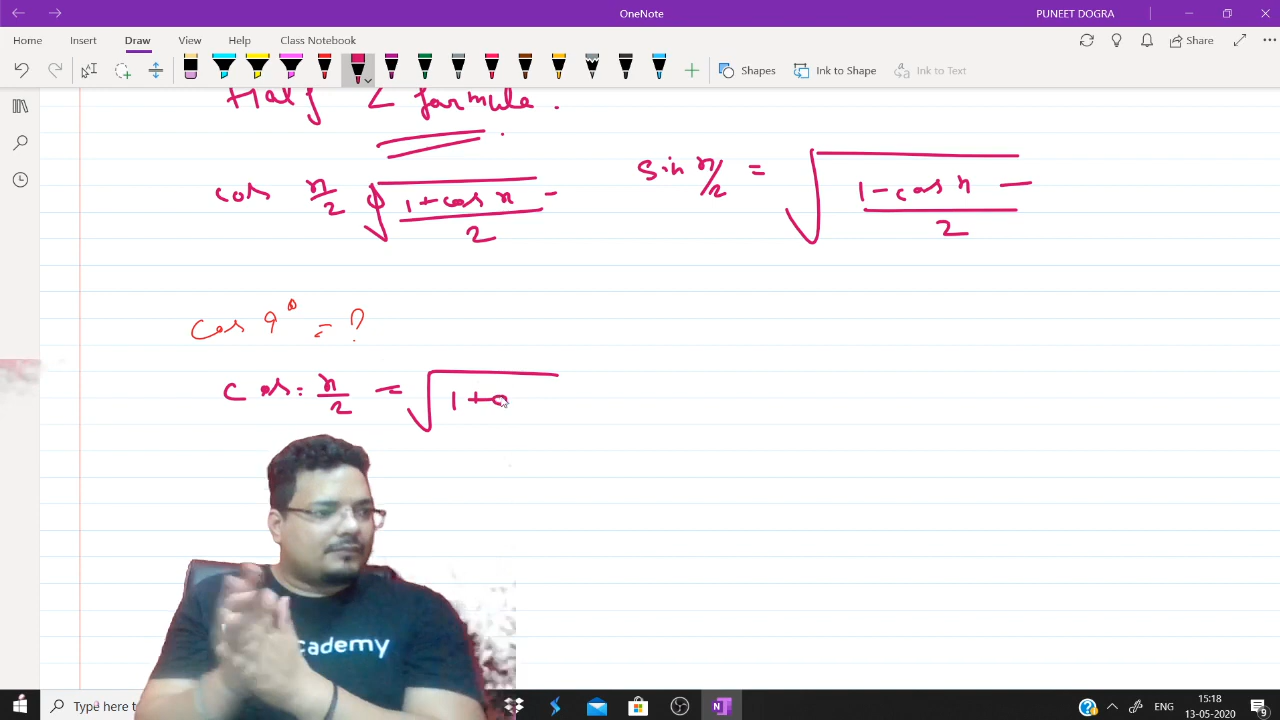 OneNote
PUNEET DOGRA
Home Insert Draw View Help Class Notebook Share
Shapes Ink to Shape Ink to Text
Half ∠ formula.
cos x/2 √(1+cos x)/2 −
sin x/2 = √(1-cos x)/2 —
cos 9° = ?
cos x/2 = √1+c
cademy
Type here to
ENG
15:18
13-05-2020
9